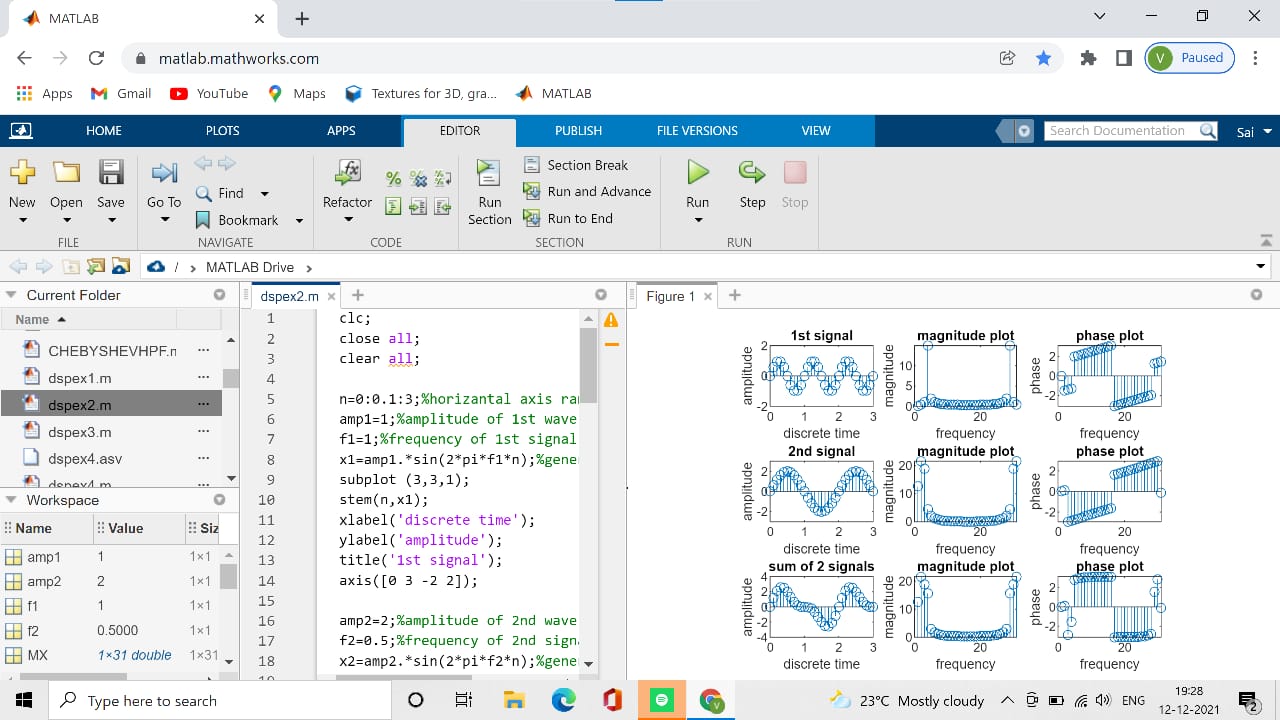 MATLAB
matlab.mathworks.com
V Paused
Apps Gmail YouTube Maps Textures for 3D, gra... MATLAB
HOME PLOTS APPS EDITOR PUBLISH FILE VERSIONS VIEW Search Documentation Sai
New Open Save Go To Find Bookmark Refactor Run Section Section Break Run and Advance Run to End Run Step Stop
FILE NAVIGATE CODE SECTION RUN
/ › MATLAB Drive ›
Current Folder
Name
CHEBYSHEVHPF.m ...
dspex1.m ...
dspex2.m ...
dspex3.m ...
dspex4.asv ...
dspex4.m ...
Workspace
Name Value Siz
amp1 1 1×1
amp2 2 1×1
f1 1 1×1
f2 0.5000 1×1
MX 1×31 double 1×31
dspex2.m
1 clc;
2 close all;
3 clear all;
4
5 n=0:0.1:3;%horizantal axis ran
6 amp1=1;%amplitude of 1st wave
7 f1=1;%frequency of 1st signal
8 x1=amp1.*sin(2*pi*f1*n);%gene
9 subplot (3,3,1);
10 stem(n,x1);
11 xlabel('discrete time');
12 ylabel('amplitude');
13 title('1st signal');
14 axis([0 3 -2 2]);
15
16 amp2=2;%amplitude of 2nd wave
17 f2=0.5;%frequency of 2nd sign
18 x2=amp2.*sin(2*pi*f2*n);%gene
19
Figure 1
1st signal magnitude plot phase plot
amplitude magnitude phase
2 0 -2
10 5 0
2 0 -2
0 1 2 3 0 20 20
discrete time frequency frequency
2nd signal magnitude plot phase plot
amplitude magnitude phase
2 0 -2
20 10 0
2 0 -2
0 1 2 3 0 20 20
discrete time frequency frequency
sum of 2 signals magnitude plot phase plot
amplitude magnitude phase
4 2 0 -2 -4
20 10 0
2 0 -2
0 1 2 3 0 20 20
discrete time frequency frequency
Type here to search
23°C Mostly cloudy ENG
19:28
12-12-2021
2